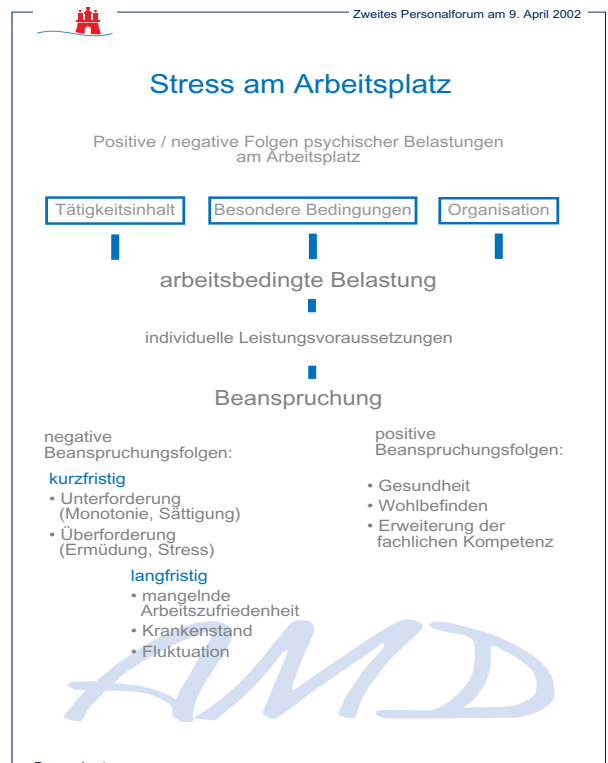 Zweites Personalforum am 9. April 2002
Stress am Arbeitsplatz
Positive / negative Folgen psychischer Belastungen
am Arbeitsplatz
Tätigkeitsinhalt
Besondere Bedingungen
Organisation
arbeitsbedingte Belastung
individuelle Leistungsvoraussetzungen
Beanspruchung
negative
Beanspruchungsfolgen:
kurzfristig
• Unterforderung
(Monotonie, Sättigung)
• Überforderung
(Ermüdung, Stress)
langfristig
• mangelnde
Arbeitszufriedenheit
• Krankenstand
• Fluktuation
positive
Beanspruchungsfolgen:
• Gesundheit
• Wohlbefinden
• Erweiterung der
fachlichen Kompetenz
AMD